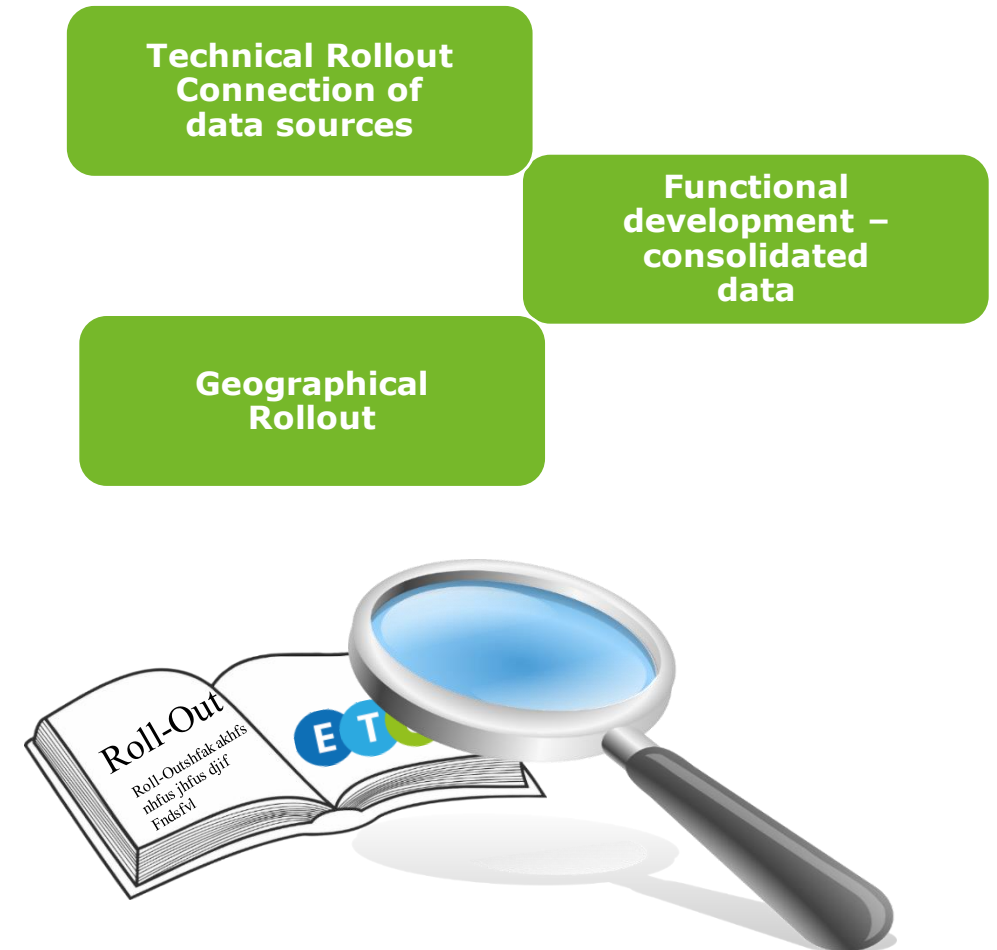 Technical Rollout
Connection of
data sources
Functional
development –
consolidated
data
Geographical
Rollout
Roll-Out
Roll-Outshfak akhfs
nhfus jhfus djif
Fndsfvl
E T